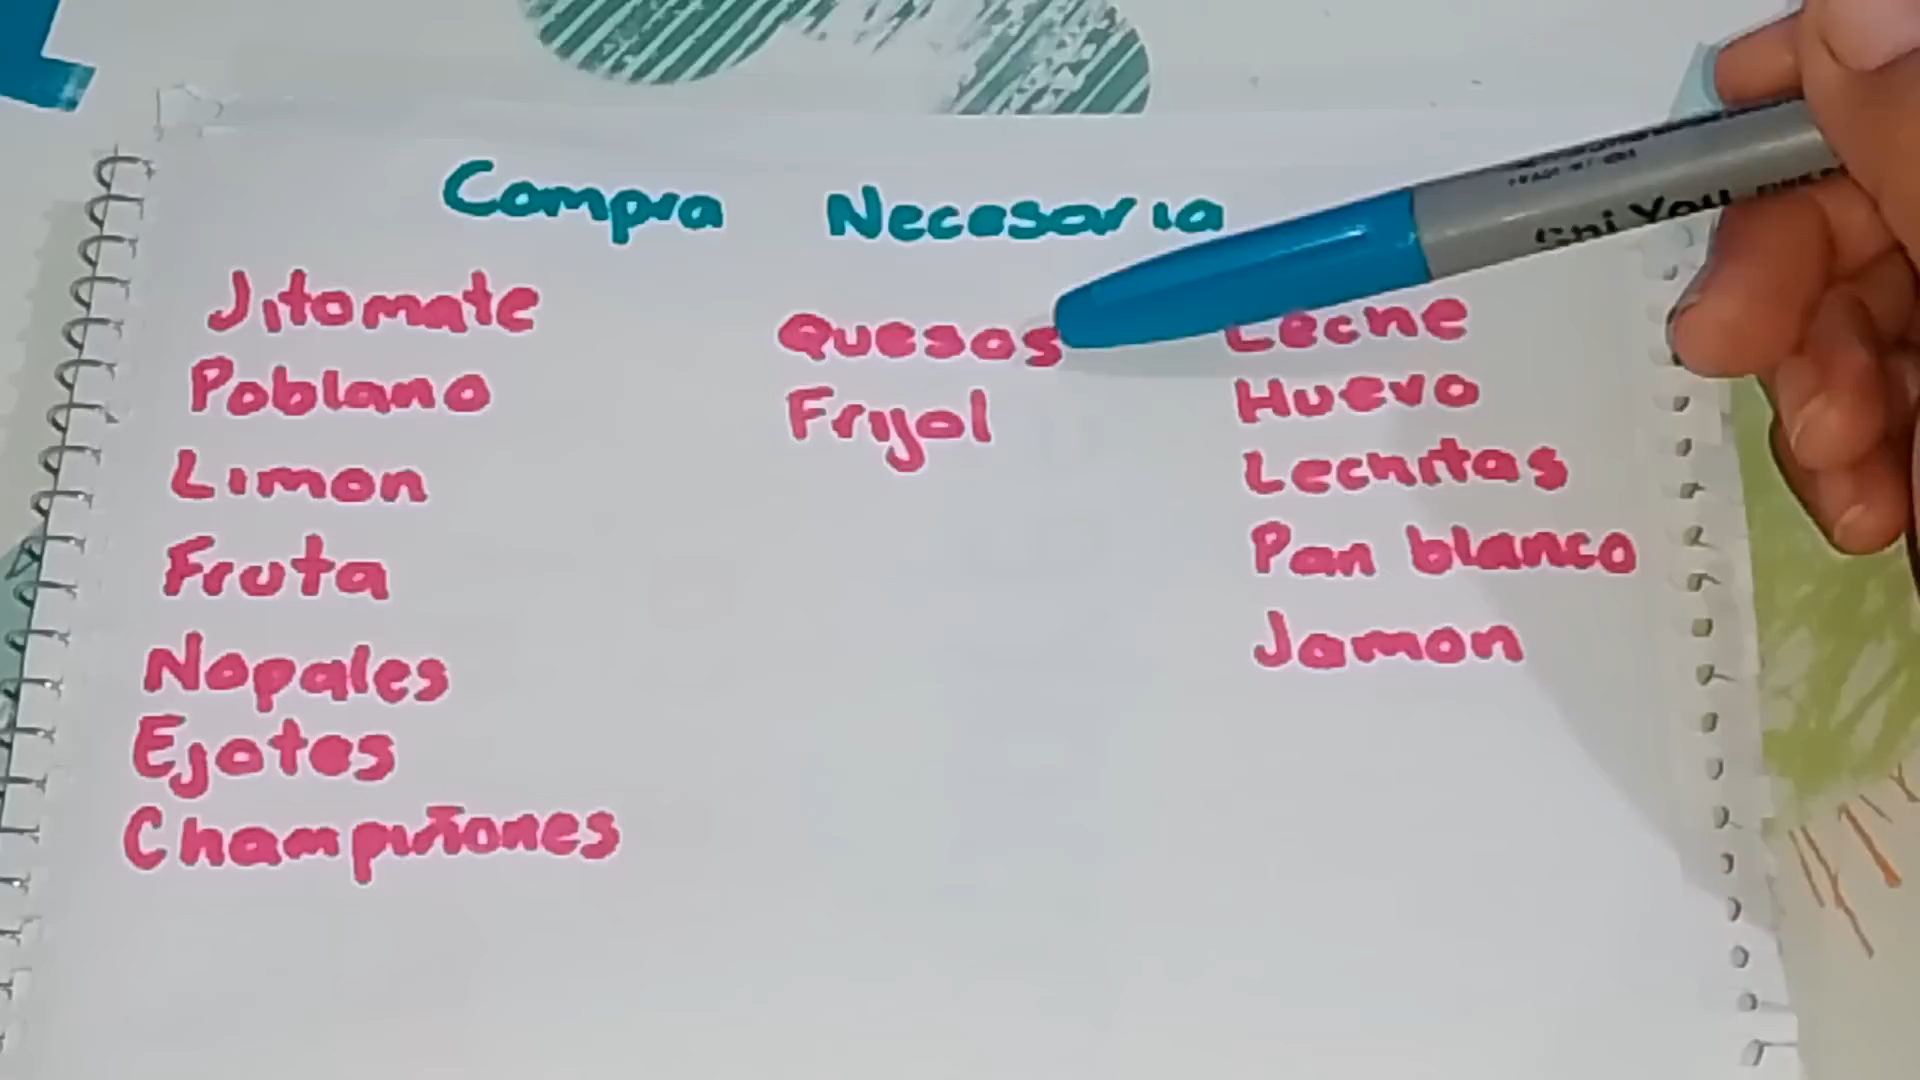 Compra Necesaria
Jitomate
Poblano
Limon
Fruta
Nopales
Ejotes
Champiñones
Quesos
Frijol
Leche
Huevo
Lechitas
Pan blanco
Jamon